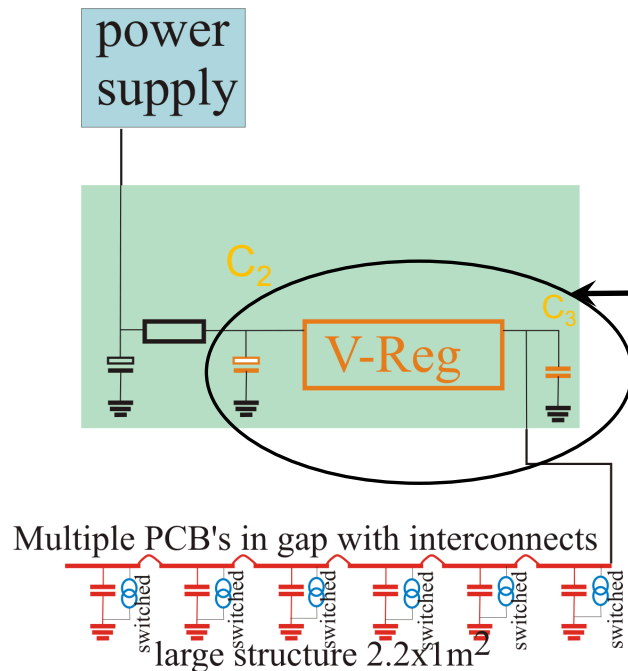 power
supply
C₂
C₃
V-Reg
Multiple PCB's in gap with interconnects
switched
switched
switched
switched
switched
switched
large structure 2.2x1m²